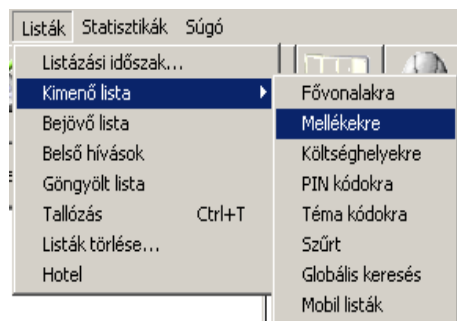 Listák Statisztikák Súgó
Listázási időszak...
Kimenő lista
Bejövő lista
Belső hívások
Göngyölt lista
Tallózás Ctrl+T
Listák törlése...
Hotel
Fővonalakra
Mellékekre
Költséghelyekre
PIN kódokra
Téma kódokra
Szűrt
Globális keresés
Mobil listák